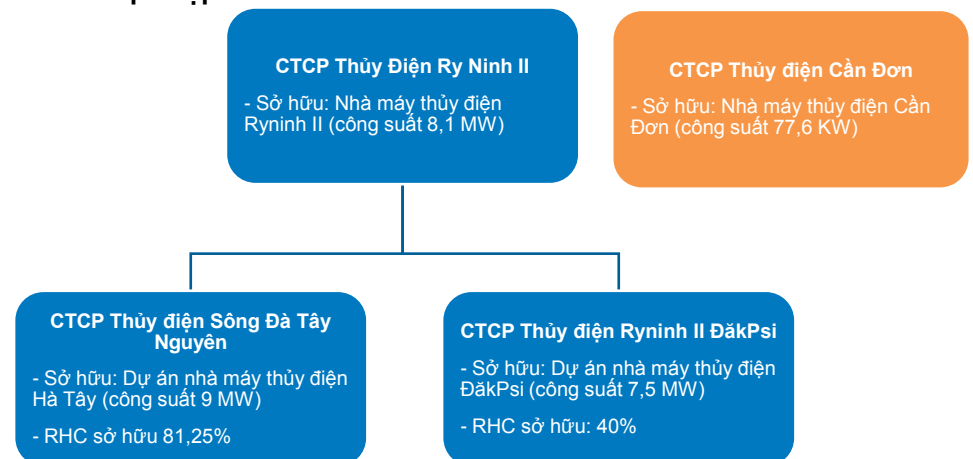 CTCP Thủy Điện Ry Ninh II
- Sở hữu: Nhà máy thủy điện
Ryninh II (công suất 8,1 MW)
CTCP Thủy điện Cần Đơn
- Sở hữu: Nhà máy thủy điện Cần
Đơn (công suất 77,6 KW)
CTCP Thủy điện Sông Đà Tây
Nguyên
- Sở hữu: Dự án nhà máy thủy điện
Hà Tây (công suất 9 MW)
- RHC sở hữu 81,25%
CTCP Thủy điện Ryninh II ĐăkPsi
- Sở hữu: Dự án nhà máy thủy điện
ĐăkPsi (công suất 7,5 MW)
- RHC sở hữu: 40%